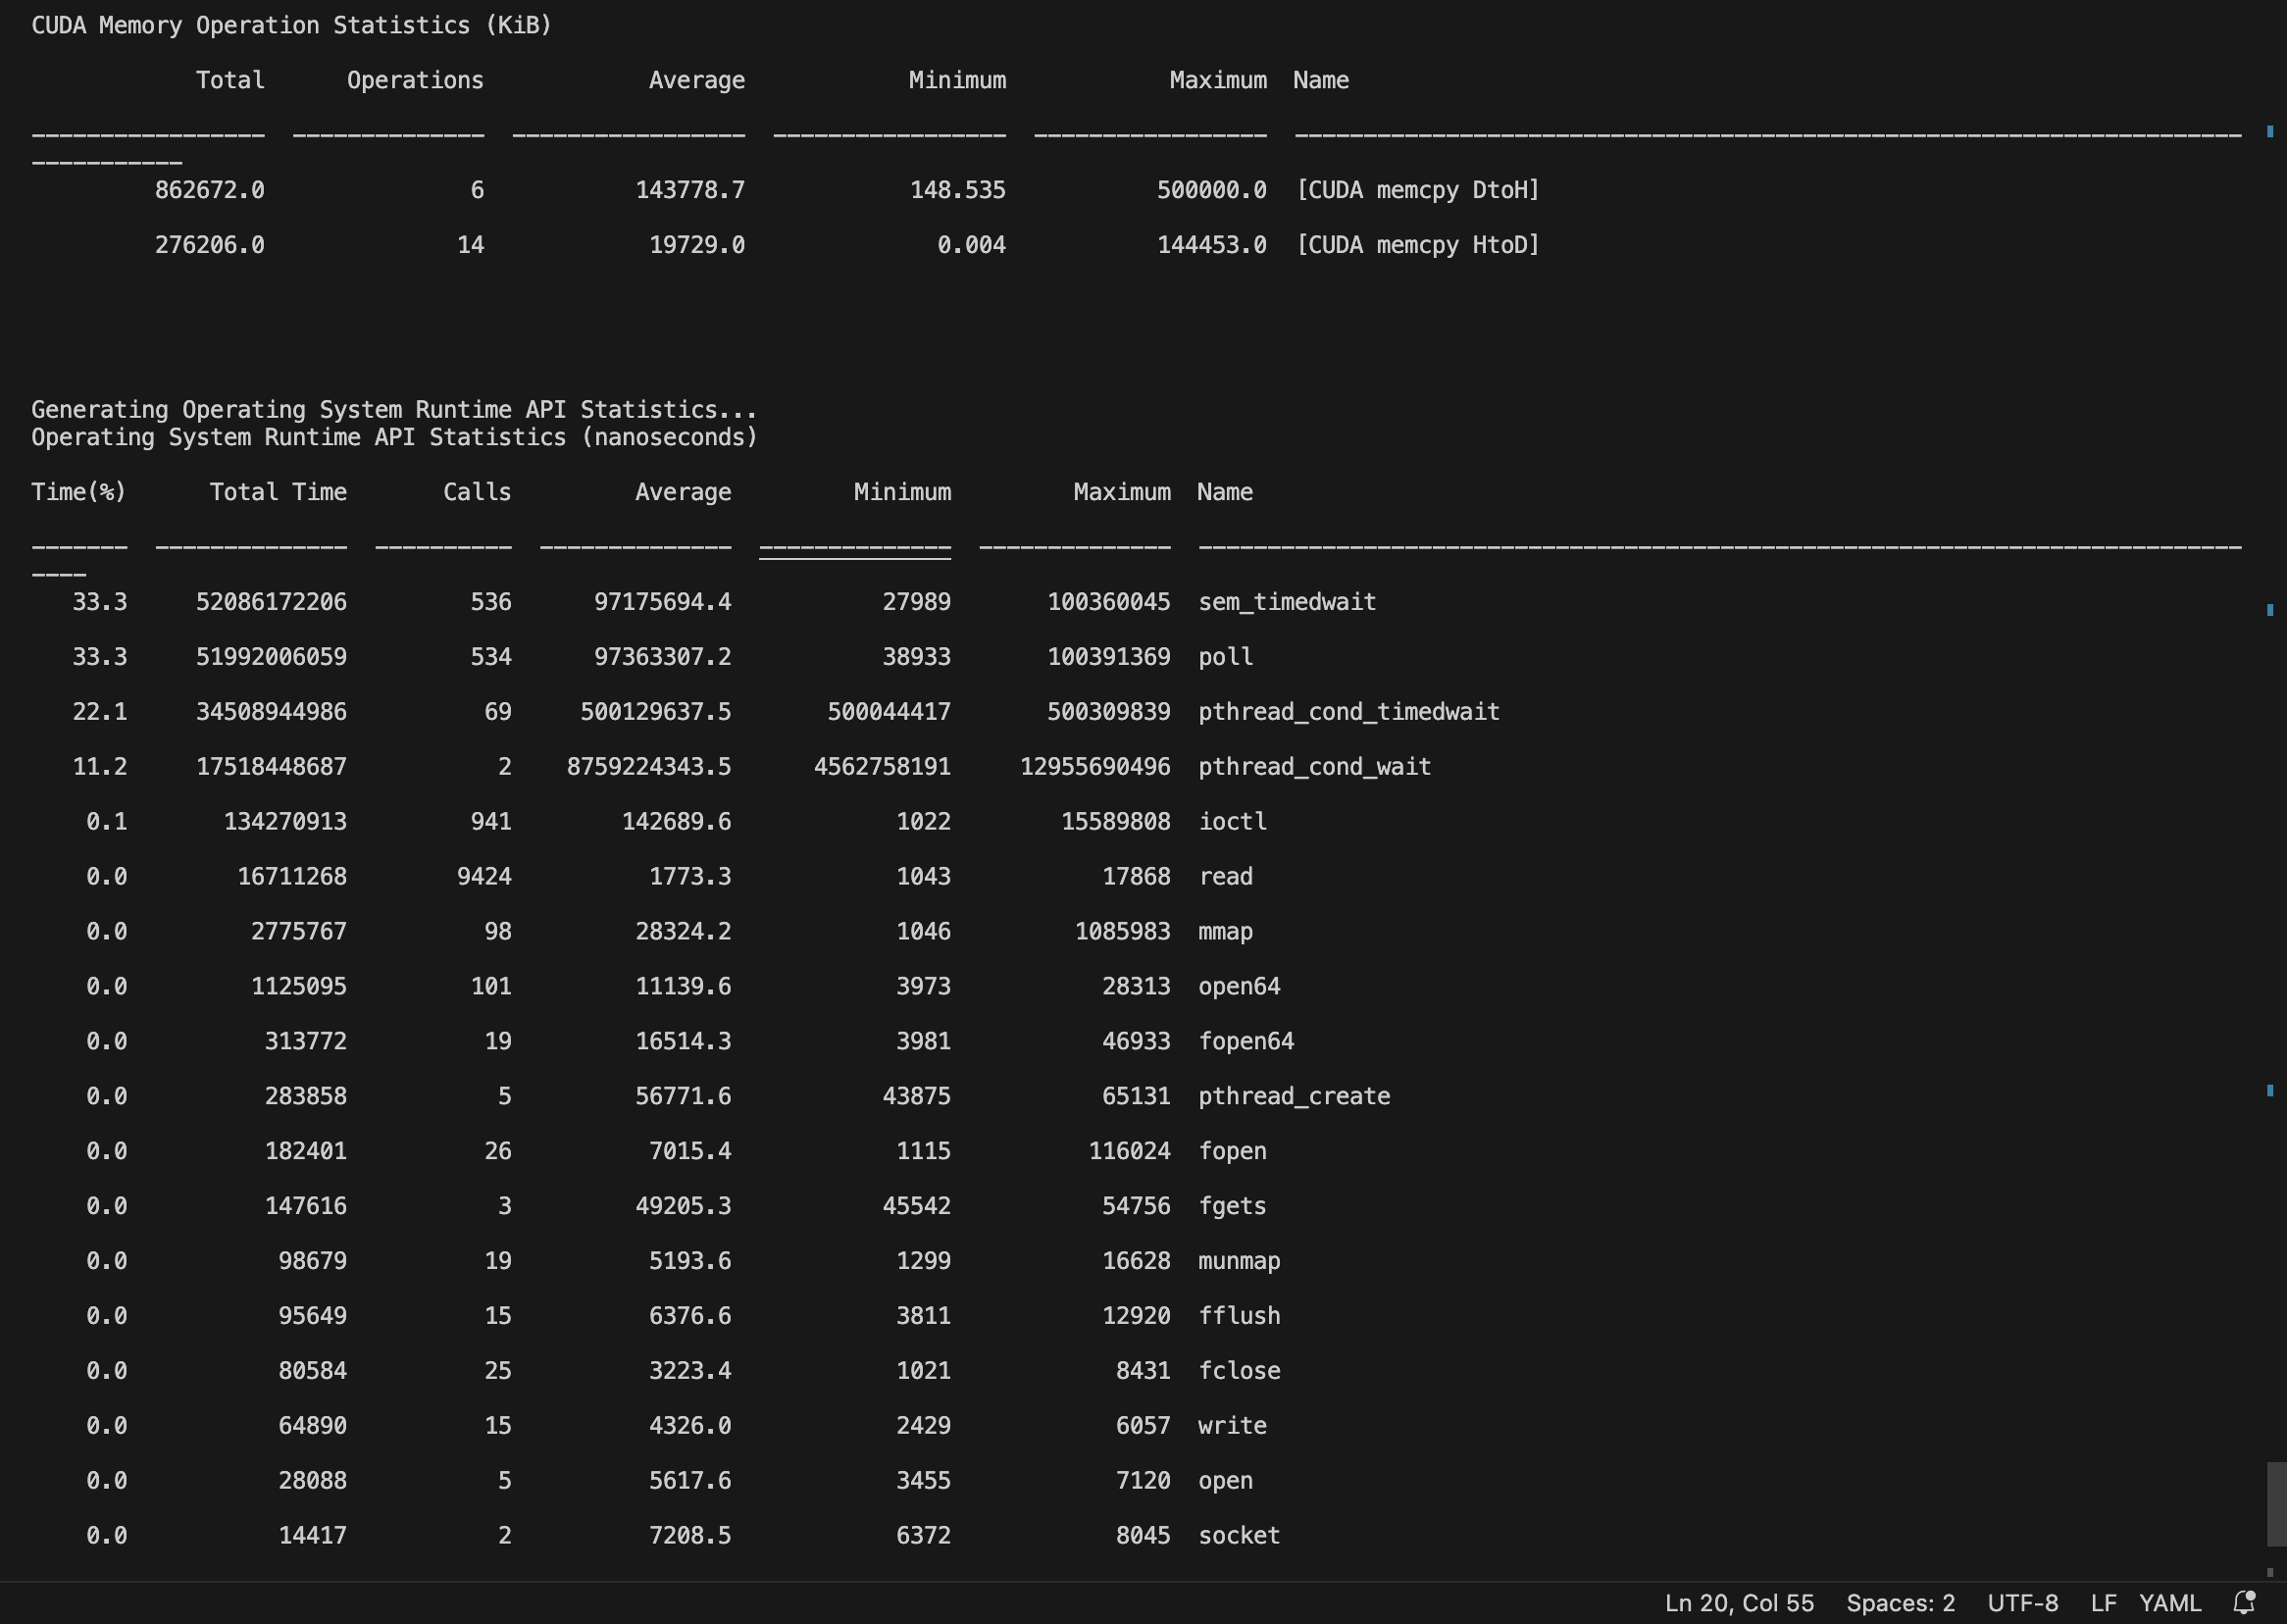 CUDA Memory Operation Statistics (KiB)
Total Operations Average Minimum Maximum Name
----------------- -------------- ----------------- ----------------- ----------------- ---------------------------------------------------------------------
-----------
862672.0 6 143778.7 148.535 500000.0 [CUDA memcpy DtoH]
276206.0 14 19729.0 0.004 144453.0 [CUDA memcpy HtoD]
Generating Operating System Runtime API Statistics...
Operating System Runtime API Statistics (nanoseconds)
Time(%) Total Time Calls Average Minimum Maximum Name
------- -------------- ---------- -------------- -------------- -------------- ----------------------------------------------------------------------------
----
33.3 52086172206 536 97175694.4 27989 100360045 sem_timedwait
33.3 51992006059 534 97363307.2 38933 100391369 poll
22.1 34508944986 69 500129637.5 500044417 500309839 pthread_cond_timedwait
11.2 17518448687 2 8759224343.5 4562758191 12955690496 pthread_cond_wait
0.1 134270913 941 142689.6 1022 15589808 ioctl
0.0 16711268 9424 1773.3 1043 17868 read
0.0 2775767 98 28324.2 1046 1085983 mmap
0.0 1125095 101 11139.6 3973 28313 open64
0.0 313772 19 16514.3 3981 46933 fopen64
0.0 283858 5 56771.6 43875 65131 pthread_create
0.0 182401 26 7015.4 1115 116024 fopen
0.0 147616 3 49205.3 45542 54756 fgets
0.0 98679 19 5193.6 1299 16628 munmap
0.0 95649 15 6376.6 3811 12920 fflush
0.0 80584 25 3223.4 1021 8431 fclose
0.0 64890 15 4326.0 2429 6057 write
0.0 28088 5 5617.6 3455 7120 open
0.0 14417 2 7208.5 6372 8045 socket
Ln 20, Col 55 Spaces: 2 UTF-8 LF YAML